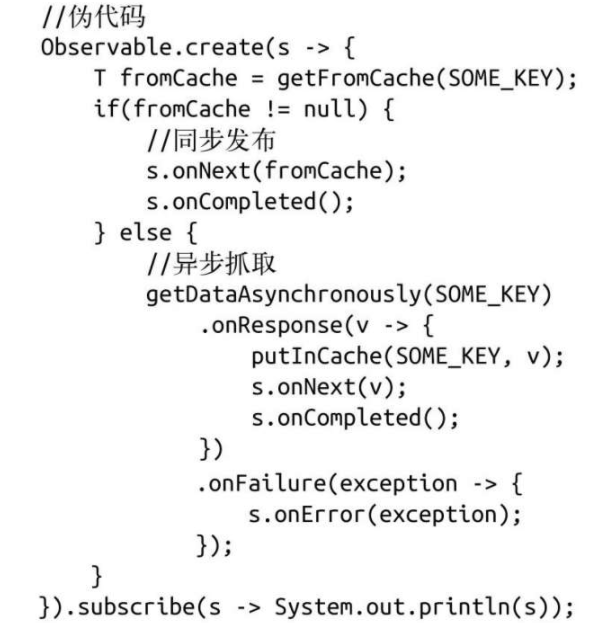 //伪代码
Observable.create(s -> {
    T fromCache = getFromCache(SOME_KEY);
    if(fromCache != null) {
        //同步发布
        s.onNext(fromCache);
        s.onCompleted();
    } else {
        //异步抓取
        getDataAsynchronously(SOME_KEY)
            .onResponse(v -> {
                putInCache(SOME_KEY, v);
                s.onNext(v);
                s.onCompleted();
            })
            .onFailure(exception -> {
                s.onError(exception);
            });
    }
}).subscribe(s -> System.out.println(s));